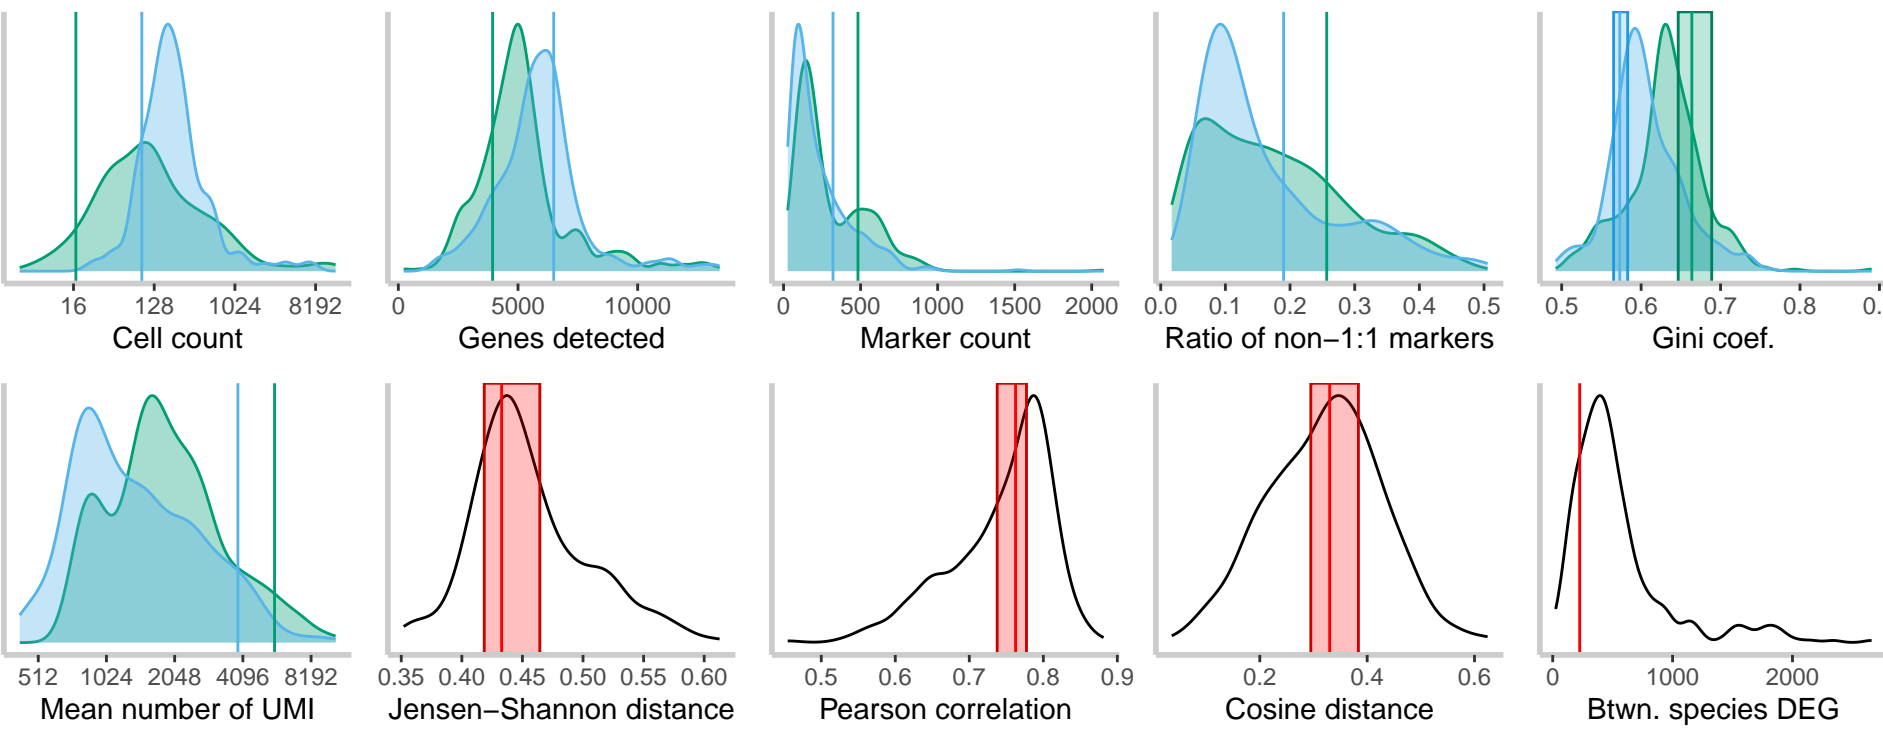 16 128 1024 8192
Cell count
0 5000 10000
Genes detected
0 500 1000 1500 2000
Marker count
0.0 0.1 0.2 0.3 0.4 0.5
Ratio of non−1:1 markers
0.5 0.6 0.7 0.8 0.
Gini coef.
512 1024 2048 4096 8192
Mean number of UMI
0.35 0.40 0.45 0.50 0.55 0.60
Jensen−Shannon distance
0.5 0.6 0.7 0.8 0.9
Pearson correlation
0.2 0.4 0.6
Cosine distance
0 1000 2000
Btwn. species DEG